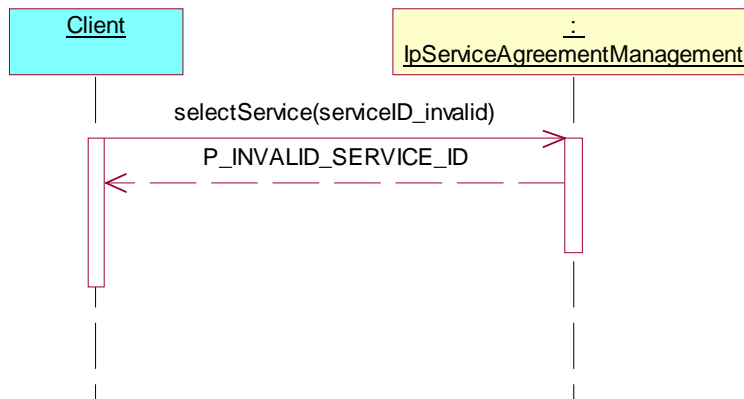 Client
:
IpServiceAgreementManagement
selectService(serviceID_invalid)
P_INVALID_SERVICE_ID